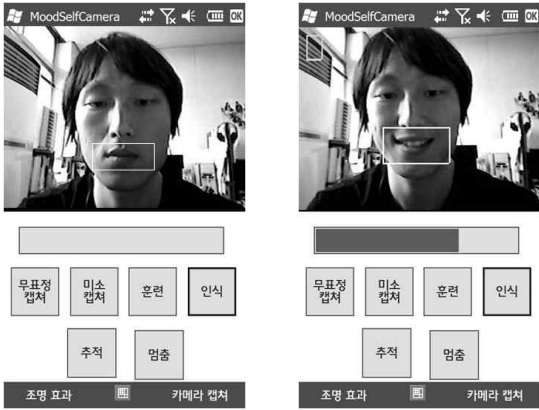 MoodSelfCamera
OK
무표정
캡쳐
미소
캡쳐
훈련
인식
추적
멈춤
조명 효과
카메라 캡쳐
MoodSelfCamera
OK
무표정
캡쳐
미소
캡쳐
훈련
인식
추적
멈춤
조명 효과
카메라 캡쳐